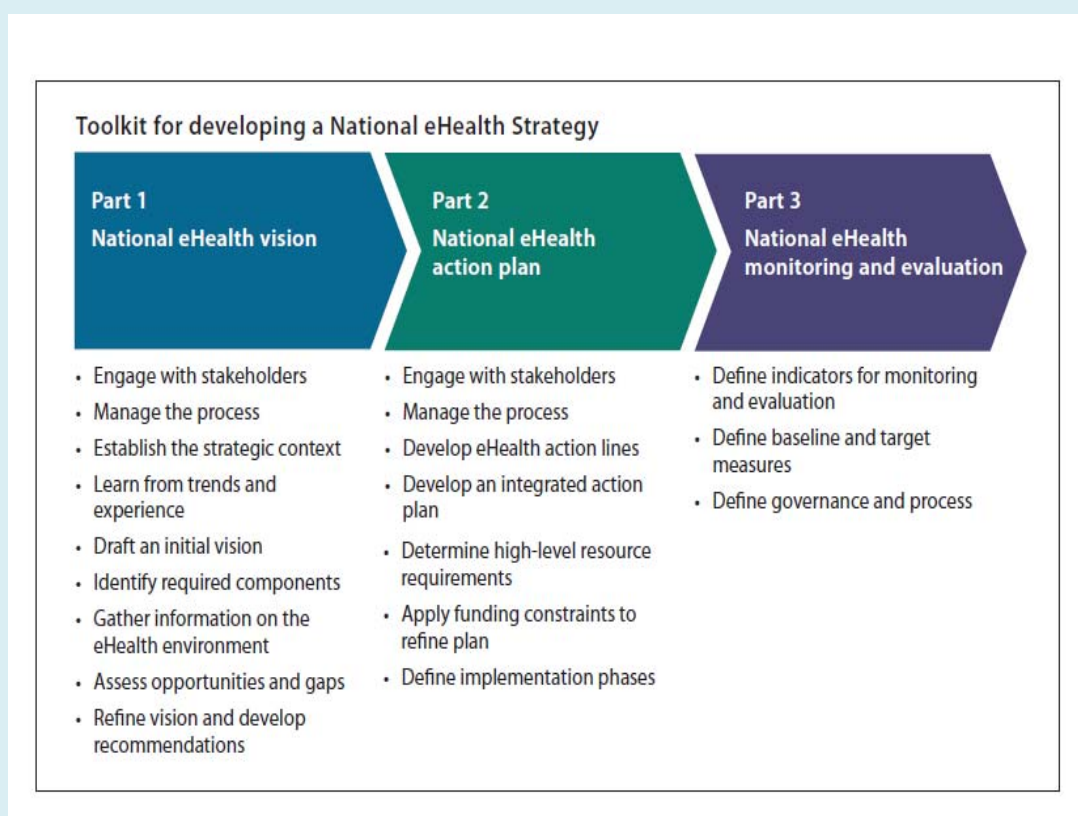 Toolkit for developing a National eHealth Strategy
Part 1
National eHealth vision
Part 2
National eHealth
action plan
Part 3
National eHealth
monitoring and evaluation
• Engage with stakeholders
• Manage the process
• Establish the strategic context
• Learn from trends and
experience
• Draft an initial vision
• Identify required components
• Gather information on the
eHealth environment
• Assess opportunities and gaps
• Refine vision and develop
recommendations
• Engage with stakeholders
• Manage the process
• Develop eHealth action lines
• Develop an integrated action
plan
• Determine high-level resource
requirements
• Apply funding constraints to
refine plan
• Define implementation phases
• Define indicators for monitoring
and evaluation
• Define baseline and target
measures
• Define governance and process